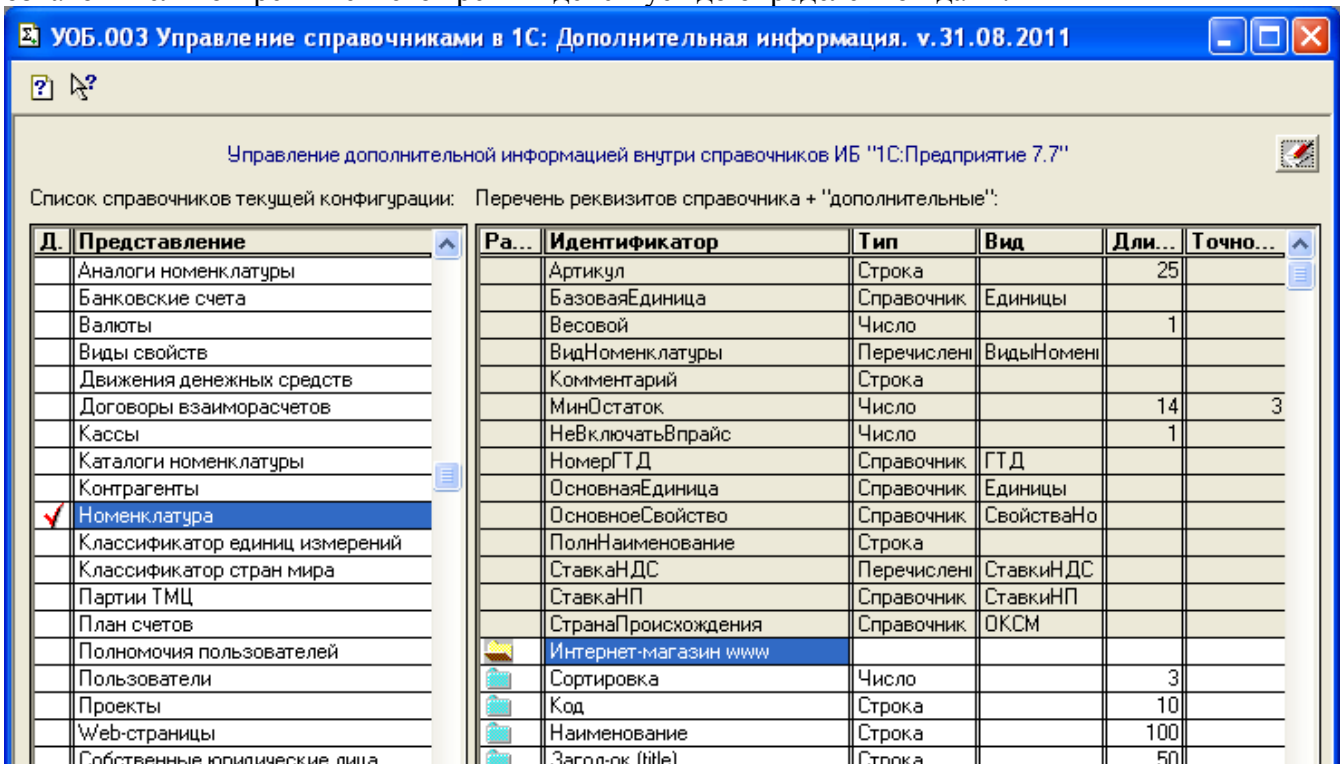 УОБ.003 Управление справочниками в 1С: Дополнительная информация. v.31.08.2011
Управление дополнительной информацией внутри справочников ИБ "1С:Предприятие 7.7"
Список справочников текущей конфигурации: Перечень реквизитов справочника + "дополнительные":
Д. Представление Ра... Идентификатор Тип Вид Дли... Точно...
Аналоги номенклатуры Артикул Строка 25
Банковские счета БазоваяЕдиница Справочник Единицы
Валюты Весовой Число 1
Виды свойств ВидНоменклатуры Перечислени ВидыНомен
Движения денежных средств Комментарий Строка
Договоры взаиморасчетов МинОстаток Число 14 3
Кассы НеВключатьВпрайс Число 1
Каталоги номенклатуры НомерГТД Справочник ГТД
Контрагенты ОсновнаяЕдиница Справочник Единицы
Номенклатура ОсновноеСвойство Справочник СвойстваНо
Классификатор единиц измерений ПолнНаименование Строка
Классификатор стран мира СтавкаНДС Перечислени СтавкиНДС
Партии ТМЦ СтавкаНП Справочник СтавкиНП
План счетов СтранаПроисхождения Справочник ОКСМ
Полномочия пользователей Интернет-магазин www
Пользователи Сортировка Число 3
Проекты Код Строка 10
Web-страницы Наименование Строка 100
Собственные юридические лица Загол-ок (title) Строка 50